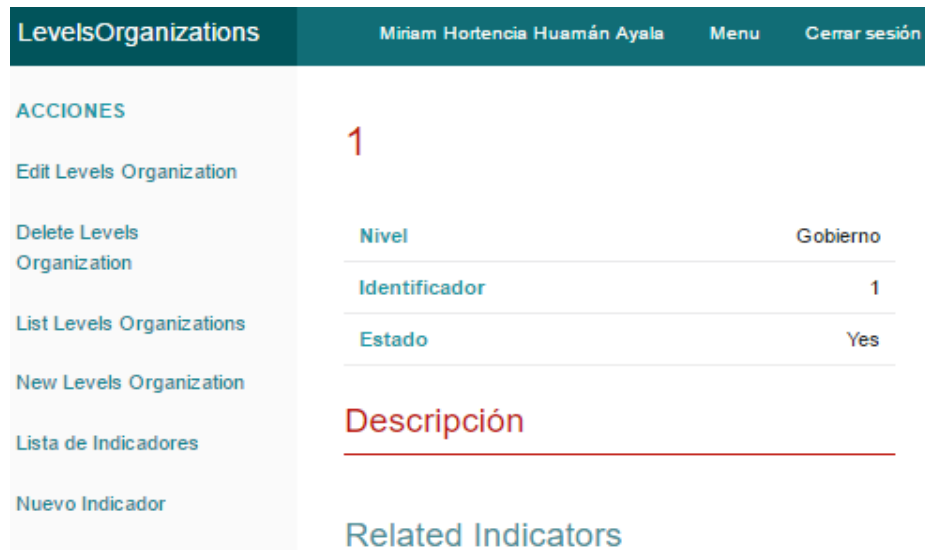 LevelsOrganizations
Miriam Hortencia Huamán Ayala Menu Cerrar sesión
ACCIONES
Edit Levels Organization
Delete Levels
Organization
List Levels Organizations
New Levels Organization
Lista de Indicadores
Nuevo Indicador
1
Nivel Gobierno
Identificador 1
Estado Yes
Descripción
Related Indicators